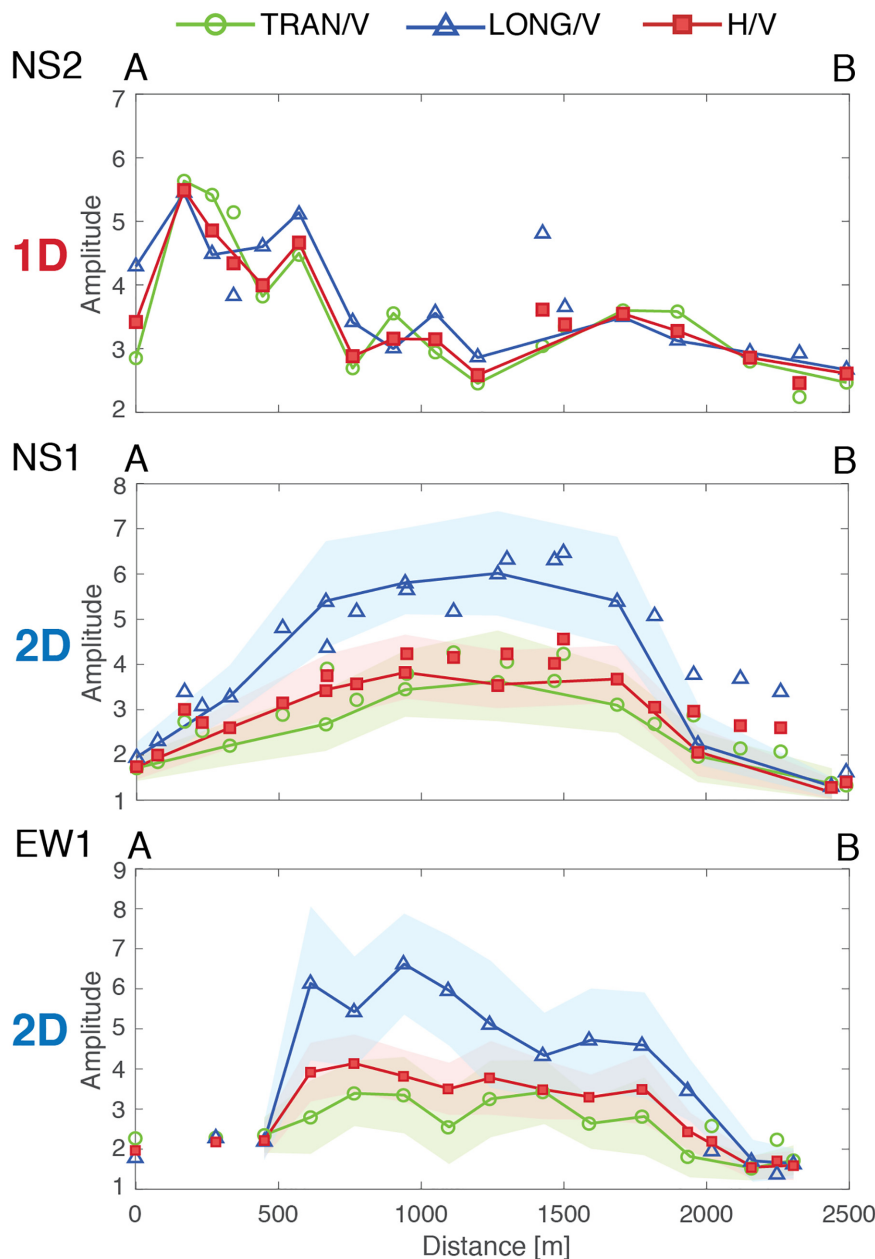 TRAN/V LONG/V H/V
NS2 A B
1D
Amplitude
7
6
5
4
3
2
NS1 A B
2D
Amplitude
8
7
6
5
4
3
2
1
EW1 A B
2D
Amplitude
9
8
7
6
5
4
3
2
1
0 500 1000 1500 2000 2500
Distance [m]